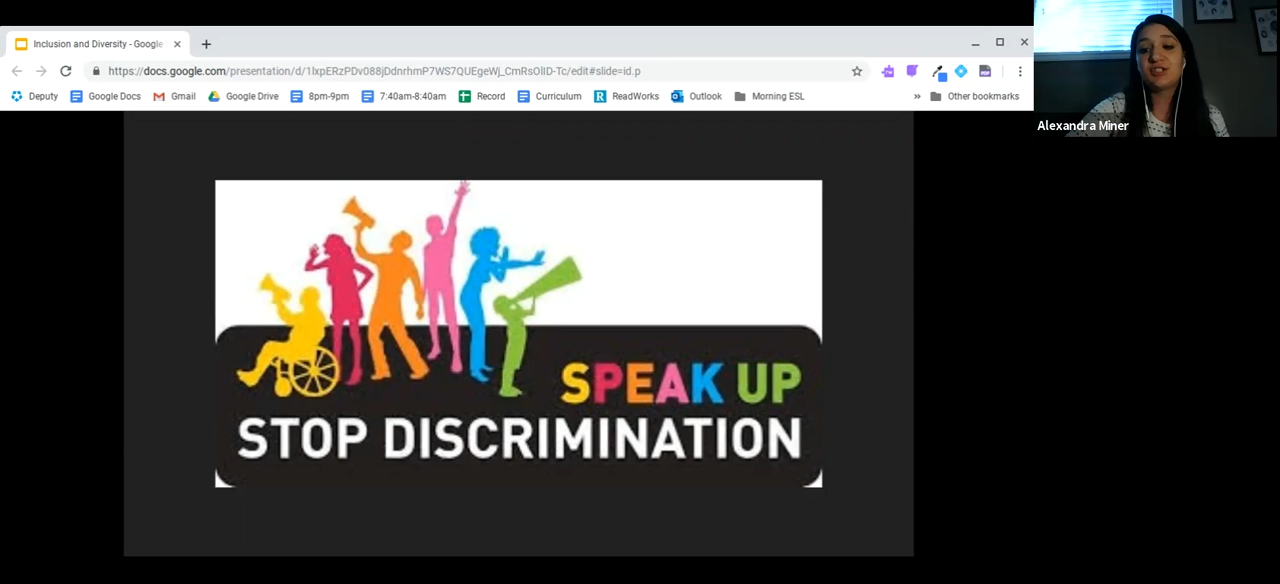 Inclusion and Diversity - Google
https://docs.google.com/presentation/d/1lxpERzPDv088jDdnrhmP7WS7QUEgeWj_CmRsOlID-Tc/edit#slide=id.p
Deputy Google Docs Gmail Google Drive 8pm-9pm 7:40am-8:40am Record Curriculum ReadWorks Outlook Morning ESL » Other bookmarks
Alexandra Miner
SPEAK UP
STOP DISCRIMINATION